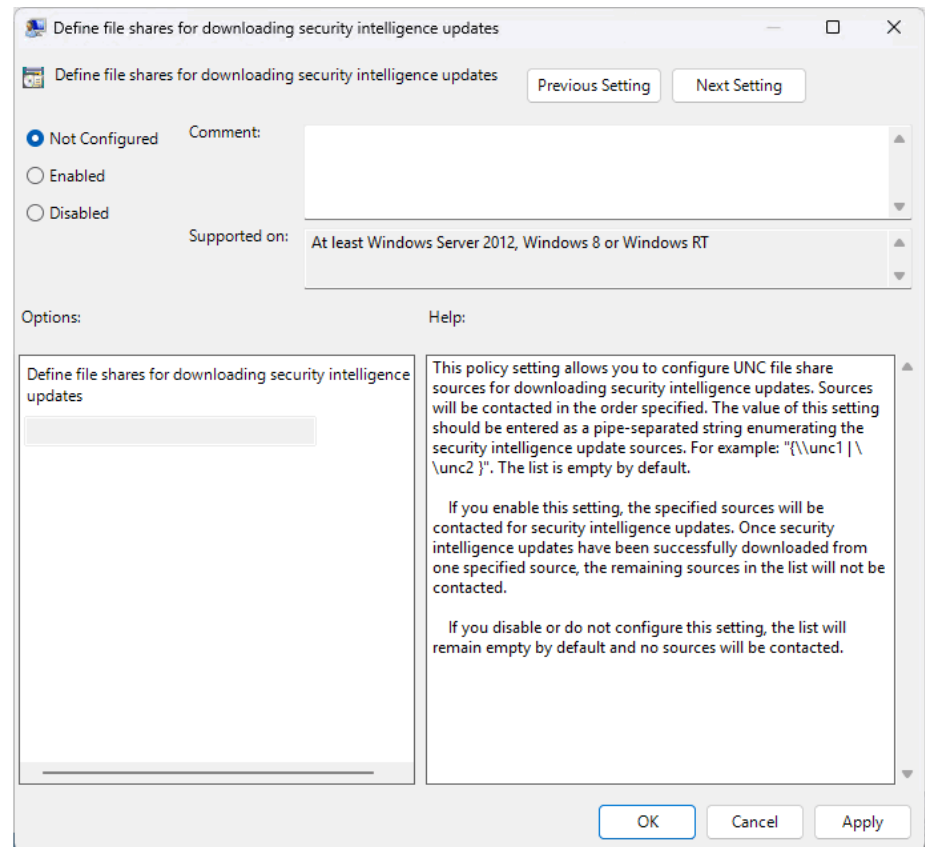 Define file shares for downloading security intelligence updates
Define file shares for downloading security intelligence updates
Previous Setting
Next Setting
Not Configured
Enabled
Disabled
Comment:
Supported on:
At least Windows Server 2012, Windows 8 or Windows RT
Options:
Help:
Define file shares for downloading security intelligence
updates
This policy setting allows you to configure UNC file share
sources for downloading security intelligence updates. Sources
will be contacted in the order specified. The value of this setting
should be entered as a pipe-separated string enumerating the
security intelligence update sources. For example: "{\\unc1 | \
\unc2 }". The list is empty by default.
If you enable this setting, the specified sources will be
contacted for security intelligence updates. Once security
intelligence updates have been successfully downloaded from
one specified source, the remaining sources in the list will not be
contacted.
If you disable or do not configure this setting, the list will
remain empty by default and no sources will be contacted.
OK
Cancel
Apply